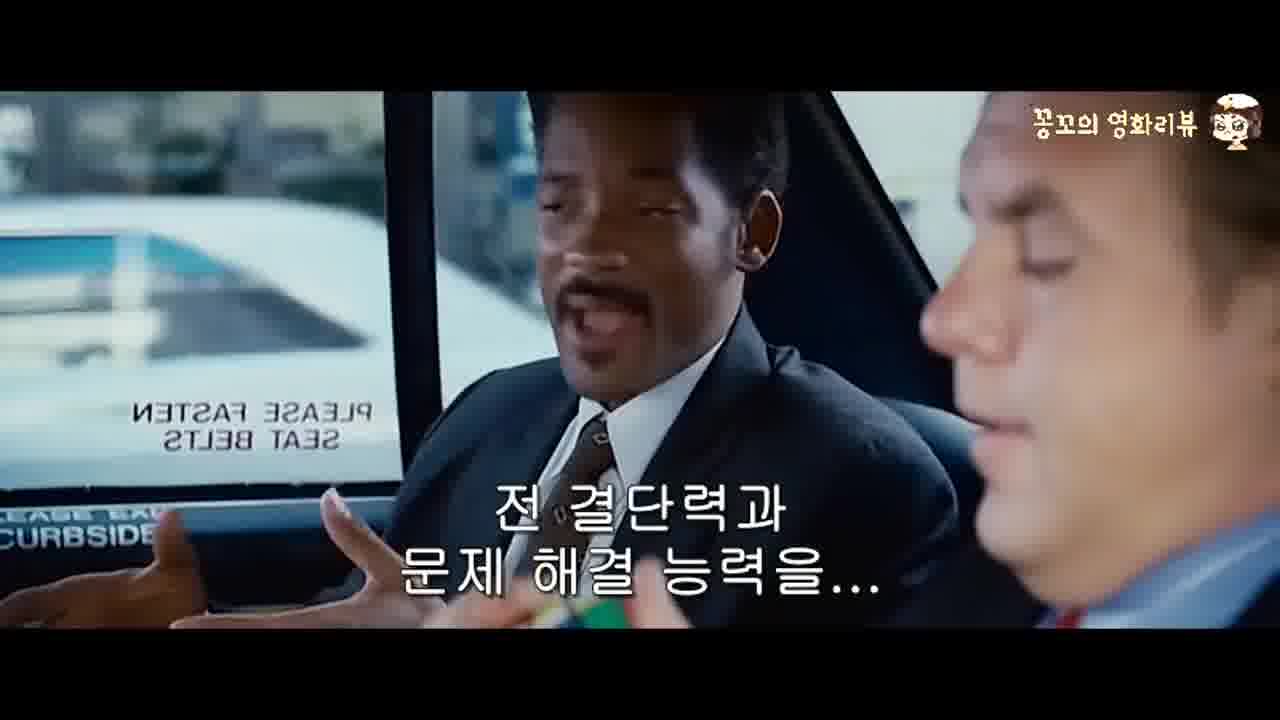 꽁꼬의 영화리뷰
PLEASE FASTEN
SEAT BELTS
CURBSIDE
전 결단력과
문제 해결 능력을...